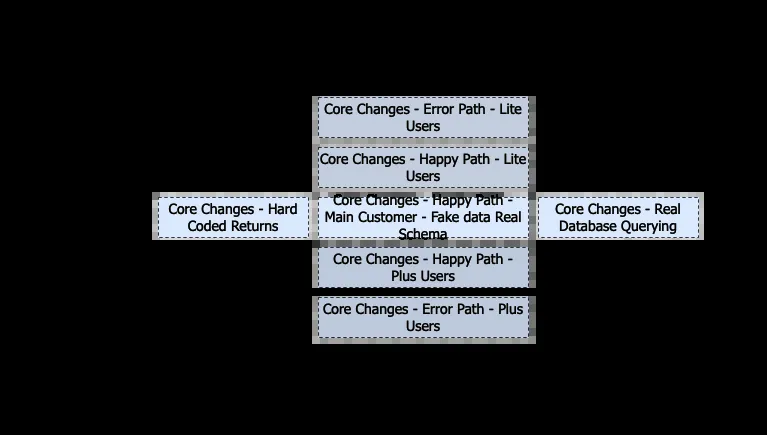 Core Changes - Error Path - Lite
Users
Core Changes - Happy Path - Lite
Users
Core Changes - Hard
Coded Returns
Core Changes - Happy Path -
Main Customer - Fake data Real
Schema
Core Changes - Real
Database Querying
Core Changes - Happy Path -
Plus Users
Core Changes - Error Path - Plus
Users